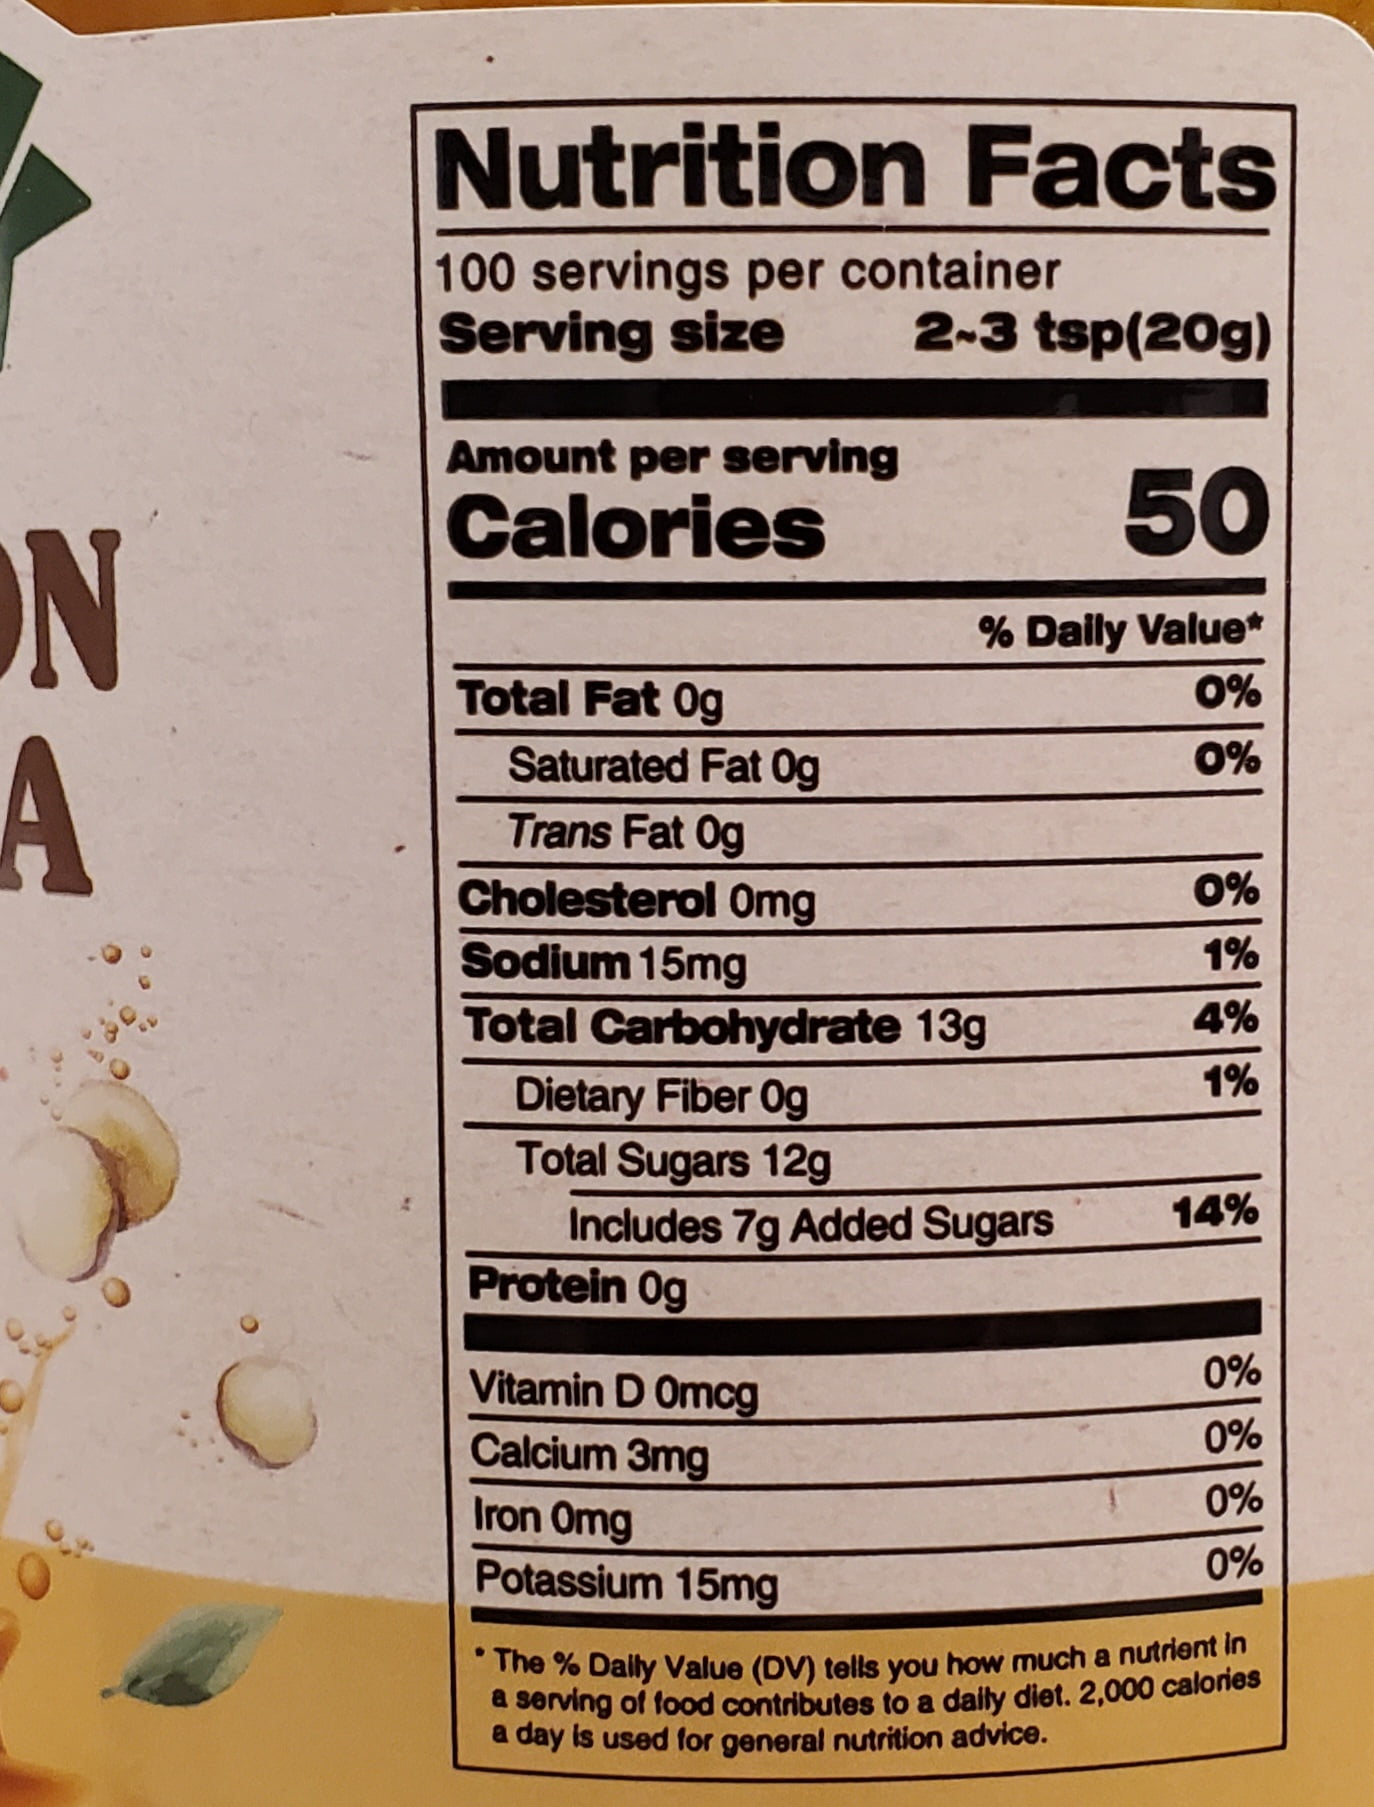 ON
A
Nutrition Facts
100 servings per container
Serving size 2~3 tsp(20g)
Amount per serving
Calories 50
% Daily Value*
Total Fat 0g 0%
Saturated Fat 0g 0%
Trans Fat 0g
Cholesterol 0mg 0%
Sodium 15mg 1%
Total Carbohydrate 13g 4%
Dietary Fiber 0g 1%
Total Sugars 12g
Includes 7g Added Sugars 14%
Protein 0g
Vitamin D 0mcg 0%
Calcium 3mg 0%
Iron 0mg 0%
Potassium 15mg 0%
* The % Daily Value (DV) tells you how much a nutrient in
a serving of food contributes to a daily diet. 2,000 calories
a day is used for general nutrition advice.